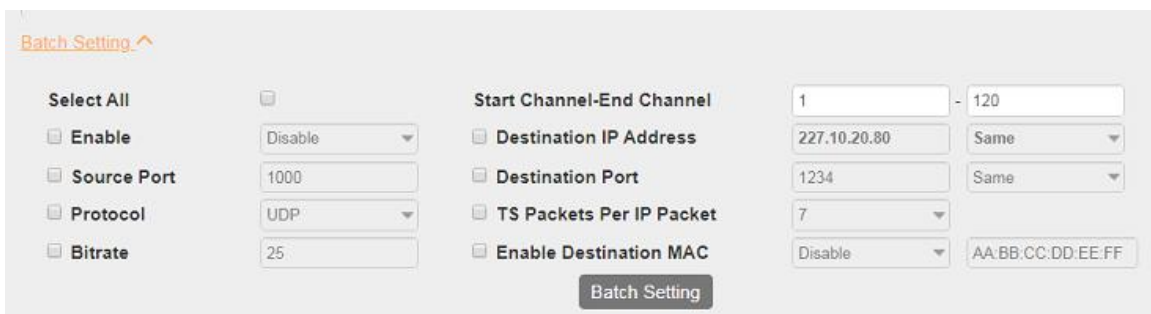 Batch Setting
Select All Start Channel-End Channel 1 - 120
Enable Disable Destination IP Address 227.10.20.80 Same
Source Port 1000 Destination Port 1234 Same
Protocol UDP TS Packets Per IP Packet 7
Bitrate 25 Enable Destination MAC Disable AA:BB:CC:DD:EE:FF
Batch Setting